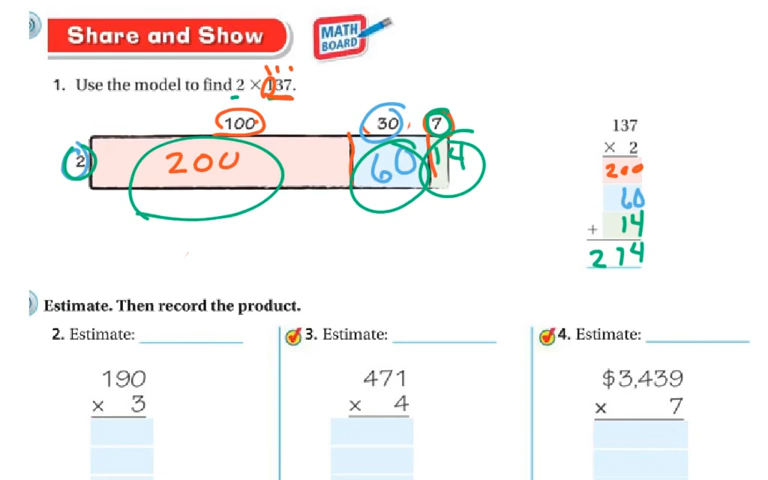 Share and Show
MATH
BOARD
1. Use the model to find 2 × 137.
100 30 7
2 200 60 14
137
× 2
200
60
+ 14
274
Estimate. Then record the product.
2. Estimate:
190
× 3
3. Estimate:
471
× 4
4. Estimate:
$3,439
× 7